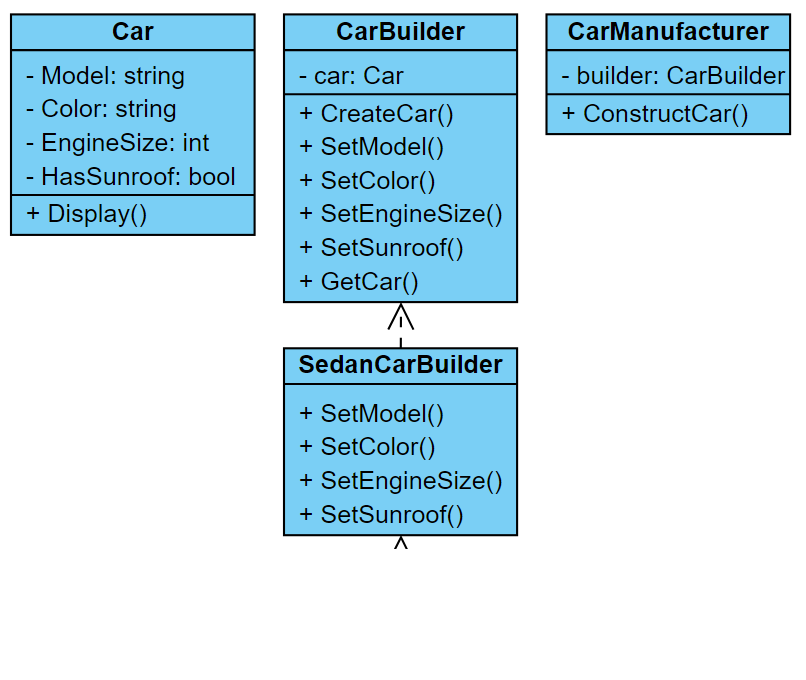 Car
- Model: string
- Color: string
- EngineSize: int
- HasSunroof: bool
+ Display()
CarBuilder
- car: Car
+ CreateCar()
+ SetModel()
+ SetColor()
+ SetEngineSize()
+ SetSunroof()
+ GetCar()
CarManufacturer
- builder: CarBuilder
+ ConstructCar()
SedanCarBuilder
+ SetModel()
+ SetColor()
+ SetEngineSize()
+ SetSunroof()